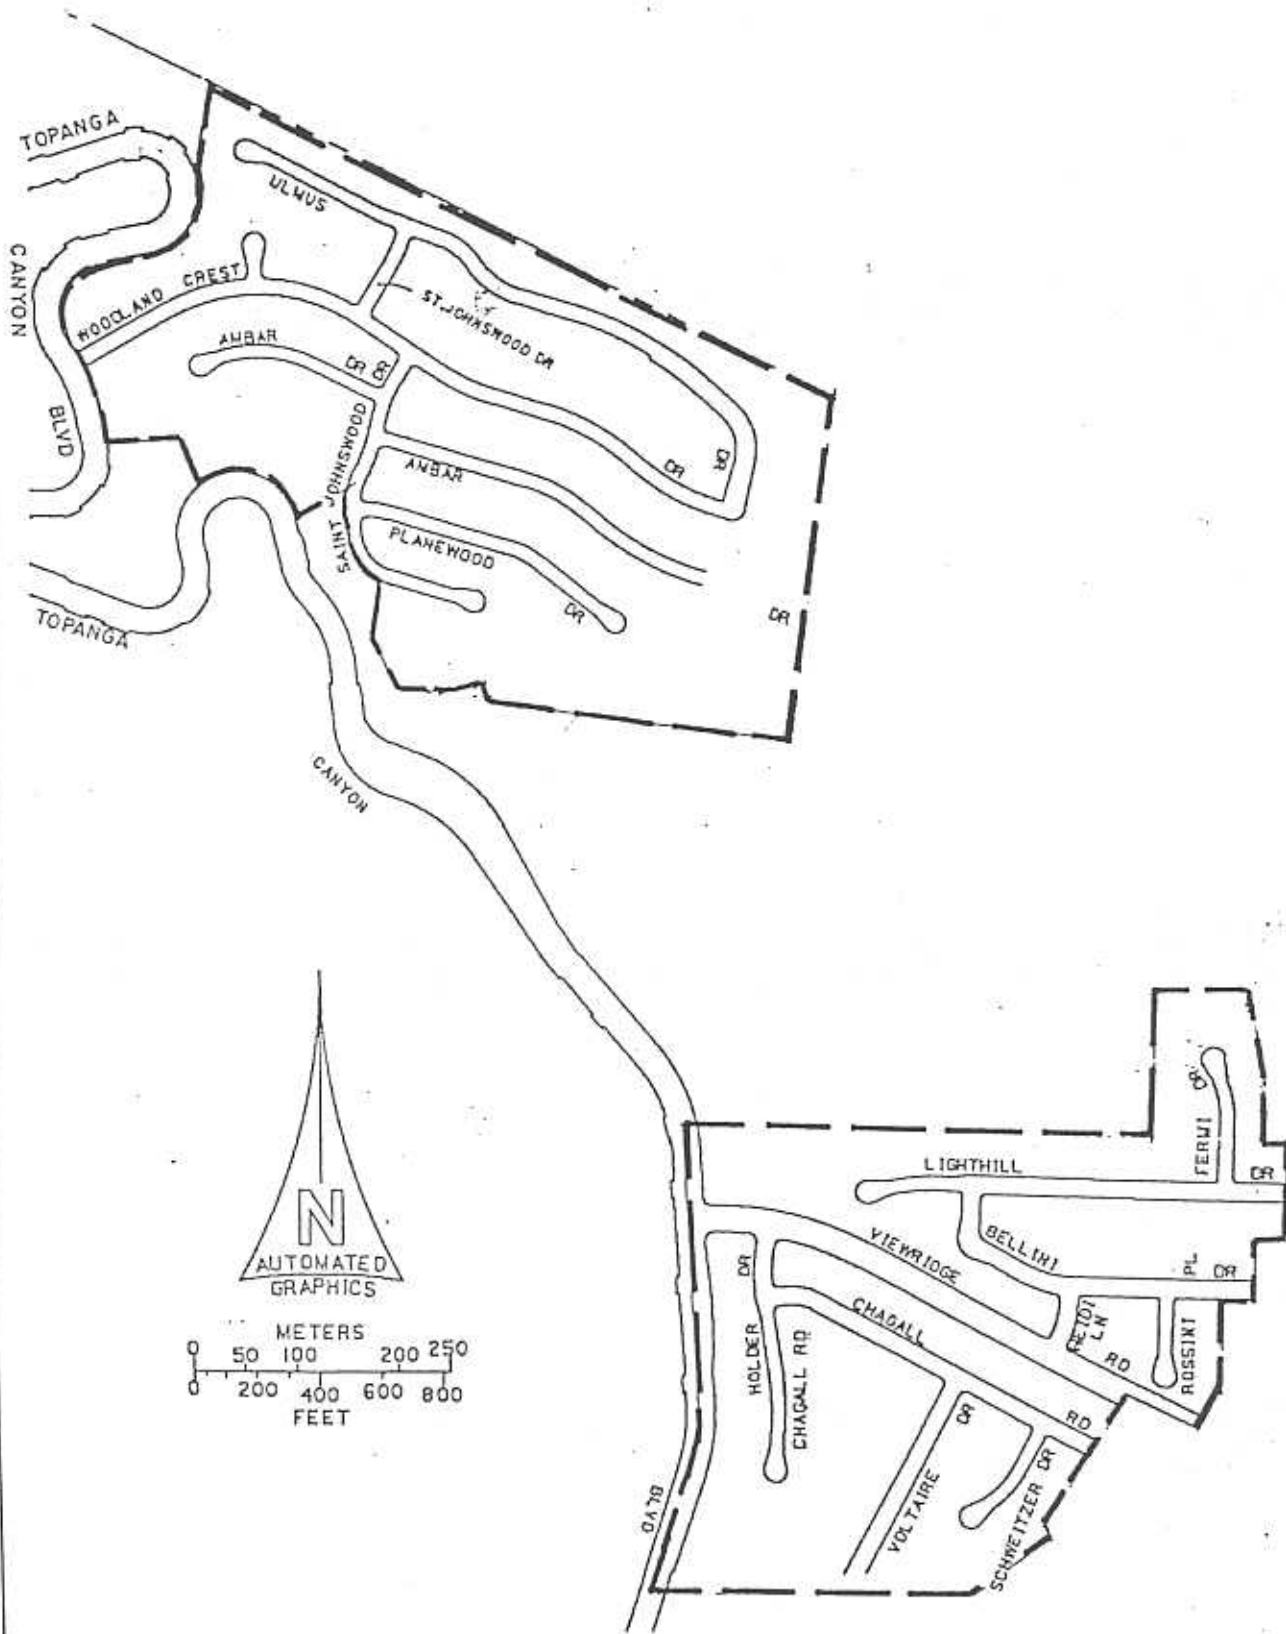 TOPANGA
CANYON
BLVD
ULMUS
WOODLAND CREST
ST. JOHNSWOOD DR
AMBAR DR
DR
SAINT JOHNSWOOD
DR
DR
AMBAR
PLANEWOOD
DR
DR
TOPANGA
CANYON
BLVD
N
AUTOMATED
GRAPHICS
METERS
0 50 100 200 250
0 200 400 600 800
FEET
FERMI DR
LIGHTHILL DR
VIEWRIDGE
BELLINI
PL
DR
DR
CHAGALL
HEIDI
LN
RD
ROSSINI
HOLDER
CHAGALL RD
RD
DR
VOLTAIRE
SCHWEITZER DR